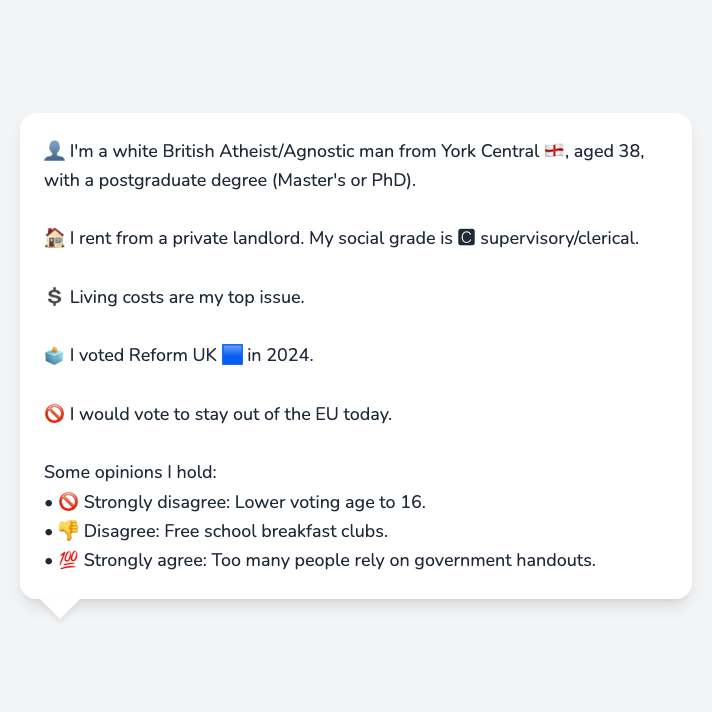 👤 I'm a white British Atheist/Agnostic man from York Central 🏴󠁧󠁢󠁥󠁮󠁧󠁿, aged 38,
with a postgraduate degree (Master's or PhD).
🏠 I rent from a private landlord. My social grade is 🅲 supervisory/clerical.
💲 Living costs are my top issue.
🗳️ I voted Reform UK 🟦 in 2024.
🚫 I would vote to stay out of the EU today.
Some opinions I hold:
• 🚫 Strongly disagree: Lower voting age to 16.
• 👎 Disagree: Free school breakfast clubs.
• 💯 Strongly agree: Too many people rely on government handouts.